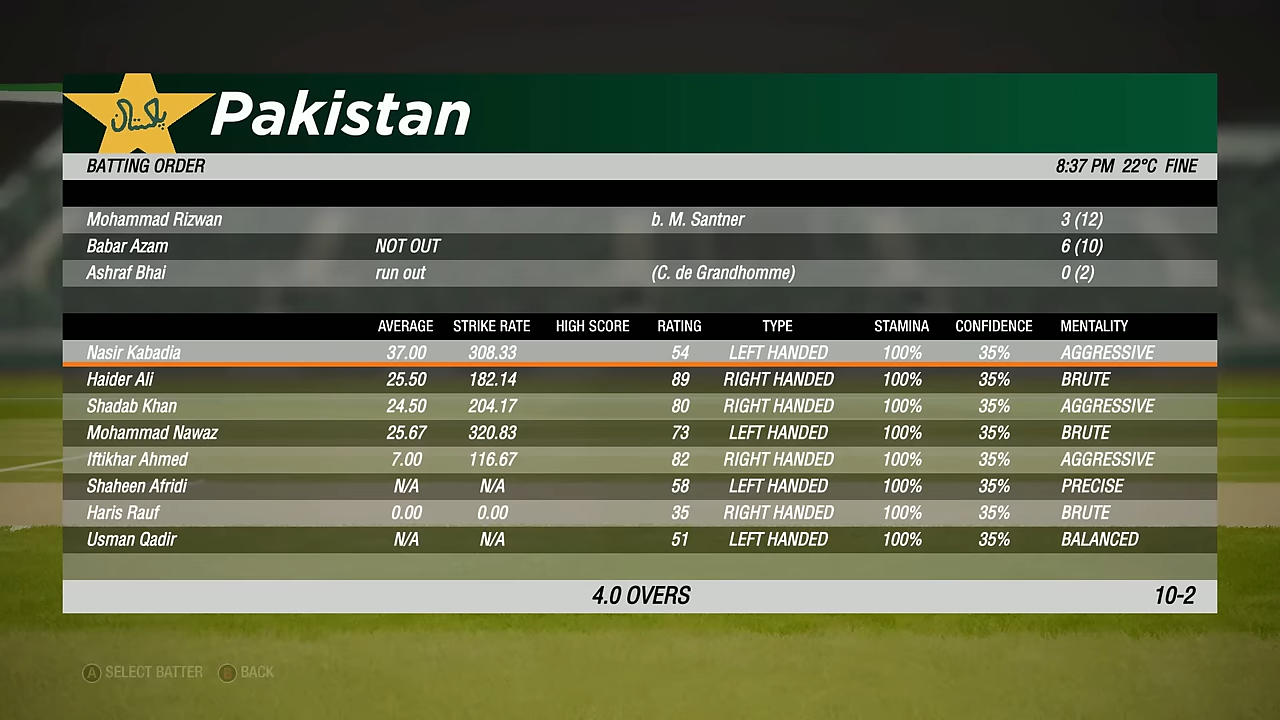 پاکستان Pakistan
BATTING ORDER 8:37 PM 22°C FINE
Mohammad Rizwan b. M. Santner 3 (12)
Babar Azam NOT OUT 6 (10)
Ashraf Bhai run out (C. de Grandhomme) 0 (2)
AVERAGE STRIKE RATE HIGH SCORE RATING TYPE STAMINA CONFIDENCE MENTALITY
Nasir Kabadia 37.00 308.33 54 LEFT HANDED 100% 35% AGGRESSIVE
Haider Ali 25.50 182.14 89 RIGHT HANDED 100% 35% BRUTE
Shadab Khan 24.50 204.17 80 RIGHT HANDED 100% 35% AGGRESSIVE
Mohammad Nawaz 25.67 320.83 73 LEFT HANDED 100% 35% BRUTE
Iftikhar Ahmed 7.00 116.67 82 RIGHT HANDED 100% 35% AGGRESSIVE
Shaheen Afridi N/A N/A 58 LEFT HANDED 100% 35% PRECISE
Haris Rauf 0.00 0.00 35 RIGHT HANDED 100% 35% BRUTE
Usman Qadir N/A N/A 51 LEFT HANDED 100% 35% BALANCED
4.0 OVERS 10-2
A SELECT BATTER B BACK